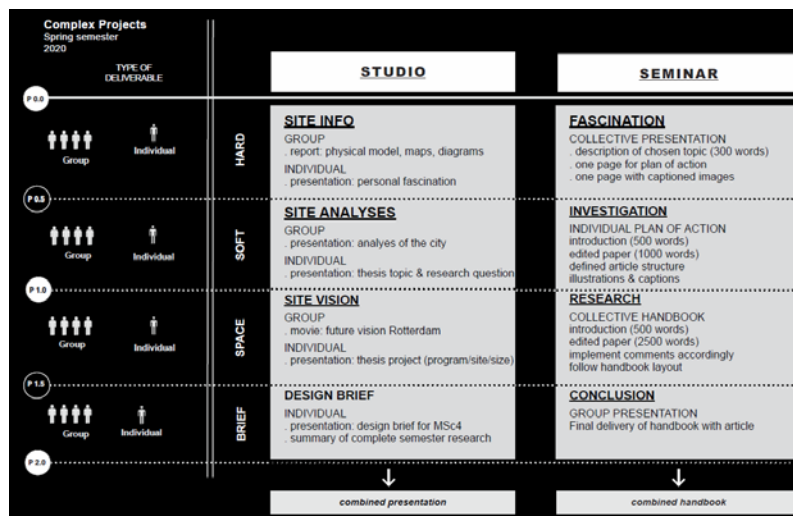 Complex Projects
Spring semester
2020
TYPE OF
DELIVERABLE
STUDIO
SEMINAR
P 0.0
Group
Individual
HARD
SITE INFO
GROUP
. report: physical model, maps, diagrams
INDIVIDUAL
. presentation: personal fascination
FASCINATION
COLLECTIVE PRESENTATION
. description of chosen topic (300 words)
. one page for plan of action
. one page with captioned images
P 0.5
Group
Individual
SOFT
SITE ANALYSES
GROUP
. presentation: analyes of the city
INDIVIDUAL
. presentation: thesis topic & research question
INVESTIGATION
INDIVIDUAL PLAN OF ACTION
introduction (500 words)
edited paper (1000 words)
defined article structure
illustrations & captions
P 1.0
Group
Individual
SPACE
SITE VISION
GROUP
. movie: future vision Rotterdam
INDIVIDUAL
. presentation: thesis project (program/site/size)
RESEARCH
COLLECTIVE HANDBOOK
introduction (500 words)
edited paper (2500 words)
implement comments accordingly
follow handbook layout
P 1.5
Group
Individual
BRIEF
DESIGN BRIEF
INDIVIDUAL
. presentation: design brief for MSc4
. summary of complete semester research
CONCLUSION
GROUP PRESENTATION
Final delivery of handbook with article
P 2.0
combined presentation
combined handbook